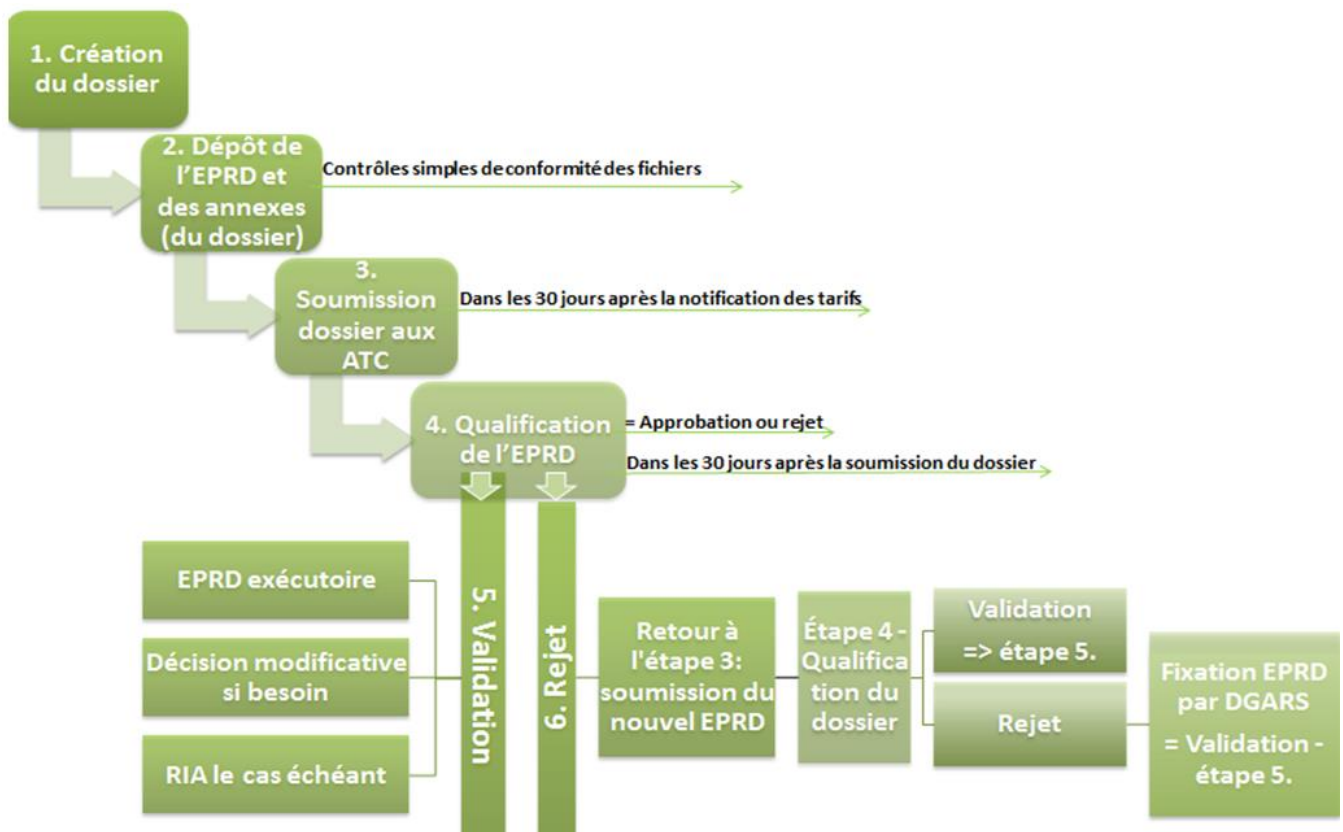 1. Création
du dossier
2. Dépôt de
l'EPRD et
des annexes
(du dossier)
Contrôles simples de conformité des fichiers
3.
Soumission
dossier aux
ATC
Dans les 30 jours après la notification des tarifs
4. Qualification
de l'EPRD
= Approbation ou rejet
Dans les 30 jours après la soumission du dossier
EPRD exécutoire
Décision modificative
si besoin
RIA le cas échéant
5. Validation
6. Rejet
Retour à
l'étape 3:
soumission du
nouvel EPRD
Étape 4 -
Qualifica
tion du
dossier
Validation
=> étape 5.
Rejet
Fixation EPRD
par DGARS
= Validation -
étape 5.